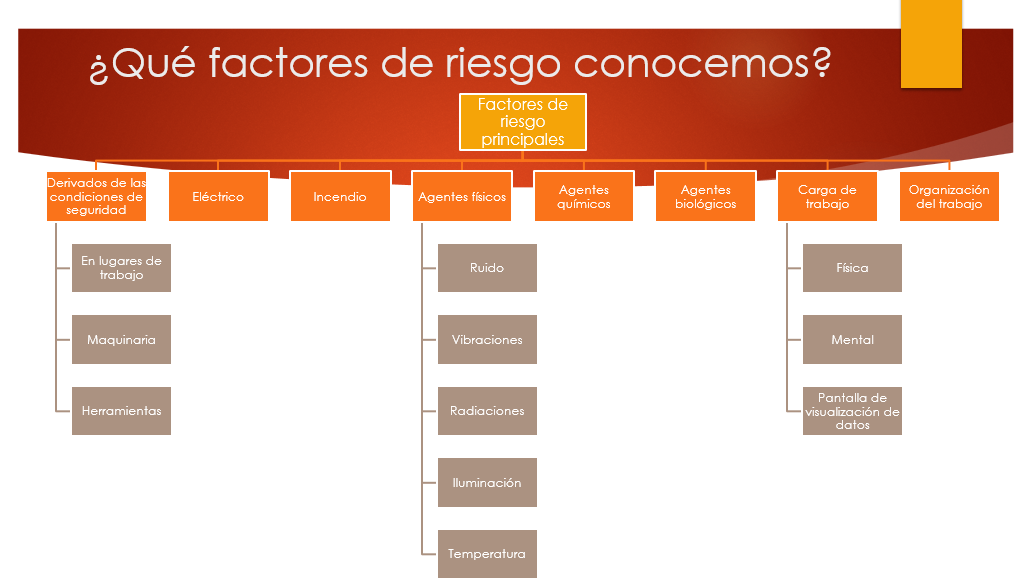 ¿Qué factores de riesgo conocemos?
Factores de
riesgo
principales
Derivados de las
condiciones de
seguridad
Eléctrico
Incendio
Agentes físicos
Agentes
químicos
Agentes
biológicos
Carga de
trabajo
Organización
del trabajo
En lugares de
trabajo
Maquinaria
Herramientas
Ruido
Vibraciones
Radiaciones
Iluminación
Temperatura
Física
Mental
Pantalla de
visualización de
datos